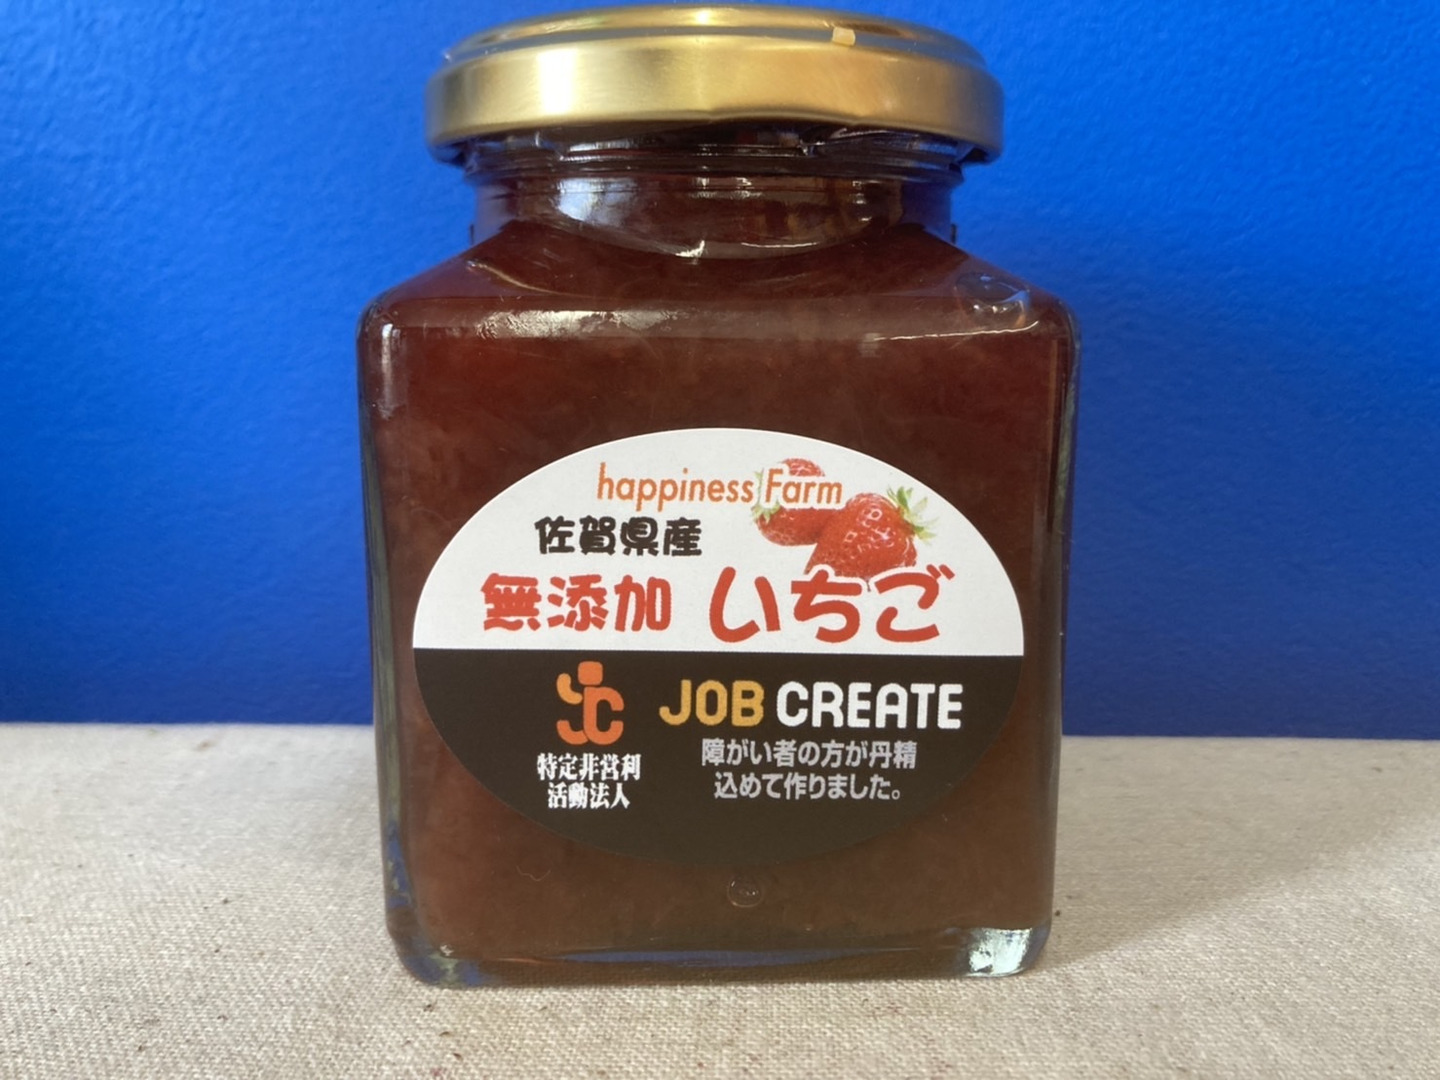 happiness Farm
佐賀県産
無添加 いちご
JC
特定非営利
活動法人
JOB CREATE
障がい者の方が丹精
込めて作りました。